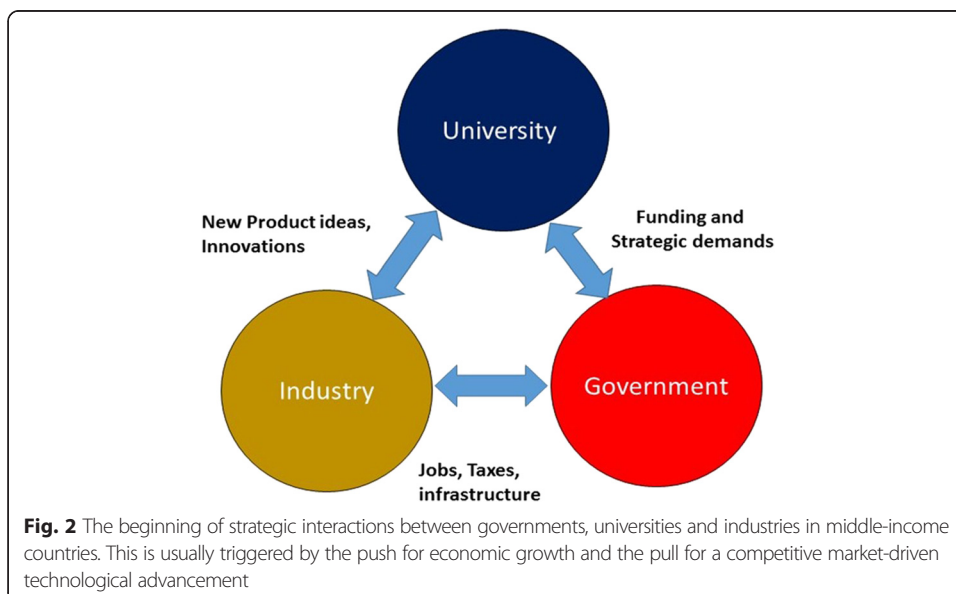 University
New Product ideas,
Innovations
Funding and
Strategic demands
Industry
Government
Jobs, Taxes,
infrastructure
Fig. 2 The beginning of strategic interactions between governments, universities and industries in middle-income
countries. This is usually triggered by the push for economic growth and the pull for a competitive market-driven
technological advancement